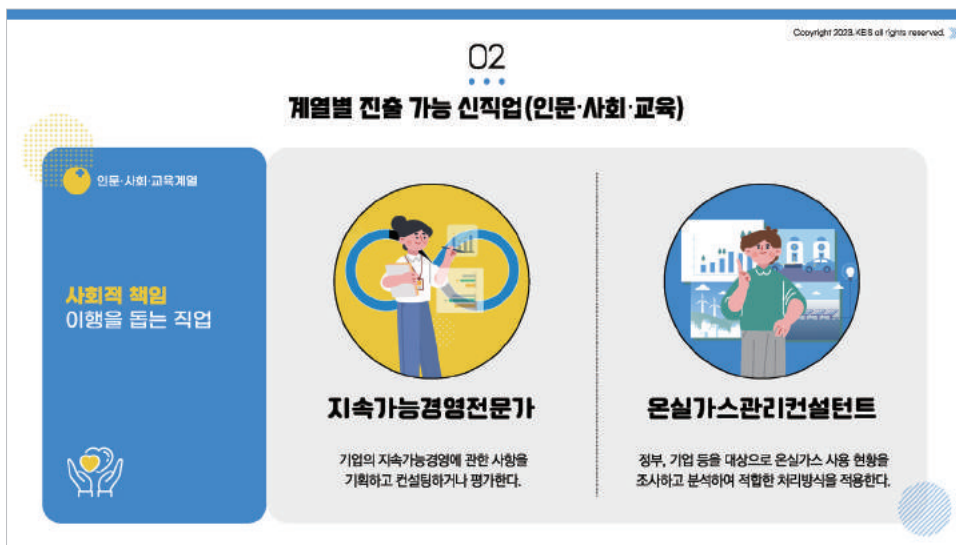 Copyright 2023. KEIS all rights reserved.
02
계열별 진출 가능 신직업(인문·사회·교육)
인문·사회·교육계열
사회적 책임
이행을 돕는 직업
지속가능경영전문가
기업의 지속가능경영에 관한 사항을
기획하고 컨설팅하거나 평가한다.
온실가스관리컨설턴트
정부, 기업 등을 대상으로 온실가스 사용 현황을
조사하고 분석하여 적합한 처리방식을 적용한다.